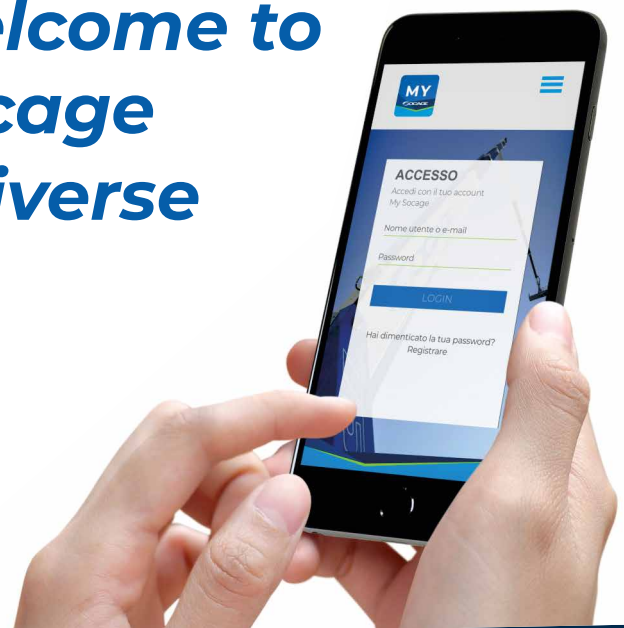 elcome to
cage
iverse
MY
SOCAGE
ACCESSO
Accedi con il tuo account
My Socage
Nome utente o e-mail
Password
LOGIN
Hai dimenticato la tua password?
Registrare